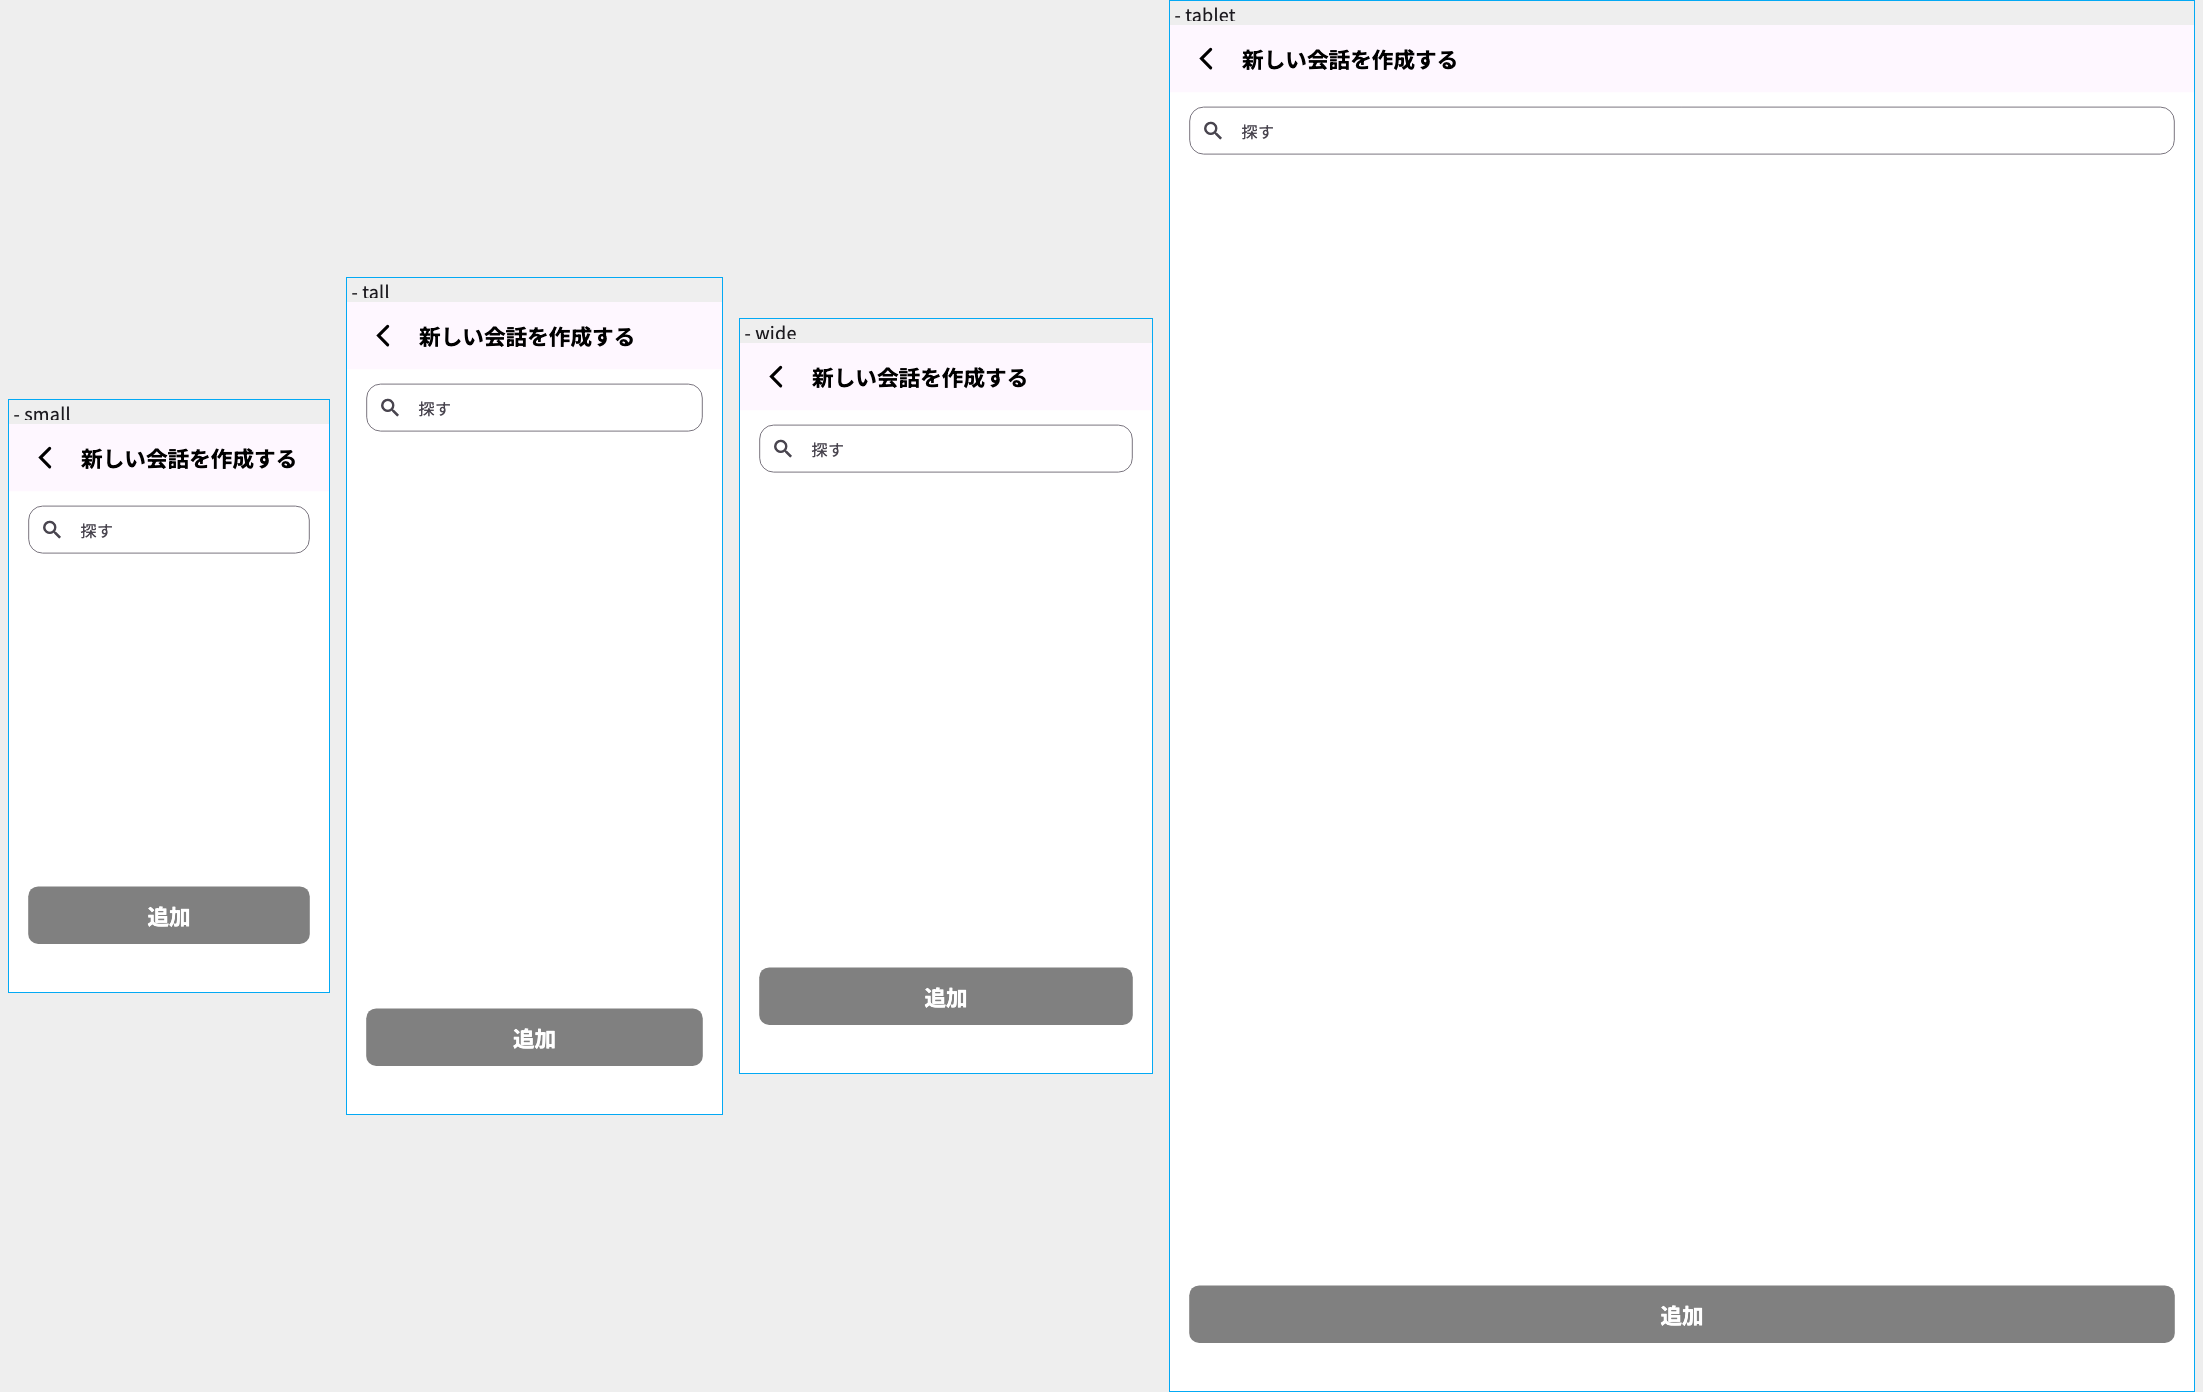 - small
新しい会話を作成する
探す
追加
- tall
新しい会話を作成する
探す
追加
- wide
新しい会話を作成する
探す
追加
- tablet
新しい会話を作成する
探す
追加